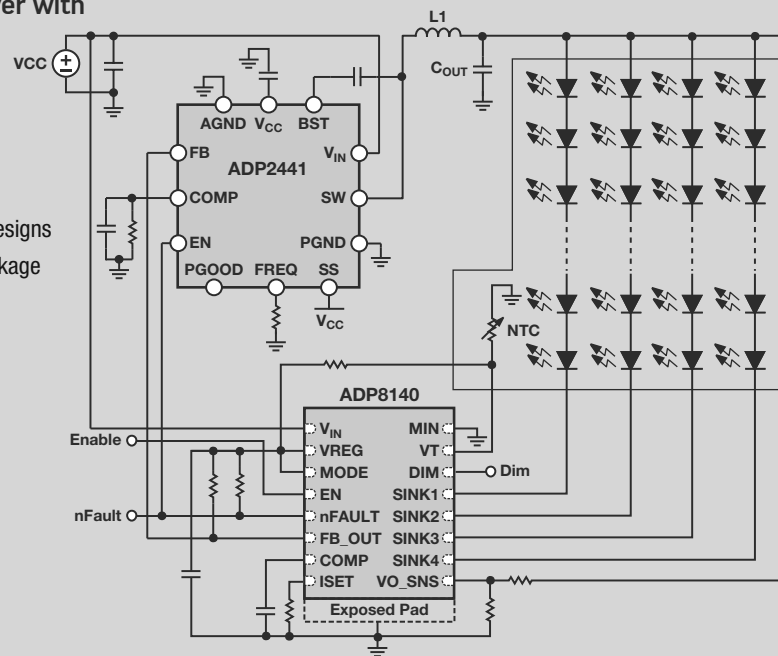 er with
esigns
kage
L1
VCC
COUT
AGND VCC BST
FB
VIN
ADP2441
COMP
SW
EN
PGND
PGOOD FREQ SS
VCC
NTC
ADP8140
Enable
VIN
MIN
VREG
VT
MODE
DIM
Dim
EN
SINK1
nFault
nFAULT
SINK2
FB_OUT
SINK3
COMP
SINK4
ISET
VO_SNS
Exposed Pad